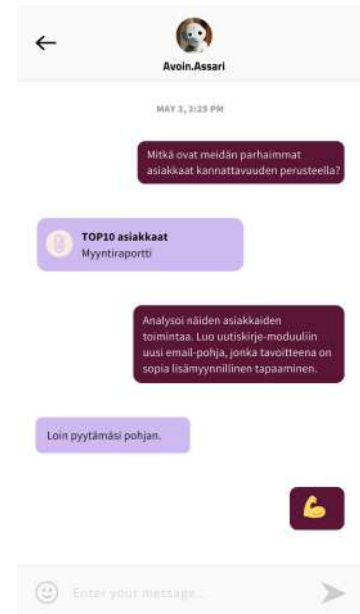 Avoin.Assari
MAY 3, 3:25 PM
Mitkä ovat meidän parhaimmat
asiakkaat kannattavuuden perusteella?
TOP10 asiakkaat
Myyntiraportti
Analysoi näiden asiakkaiden
toimintaa. Luo uutiskirje-moduuliin
uusi email-pohja, jonka tavoitteena on
sopia lisämyynnillinen tapaaminen.
Loin pyytämäsi pohjan.
Enter your message...